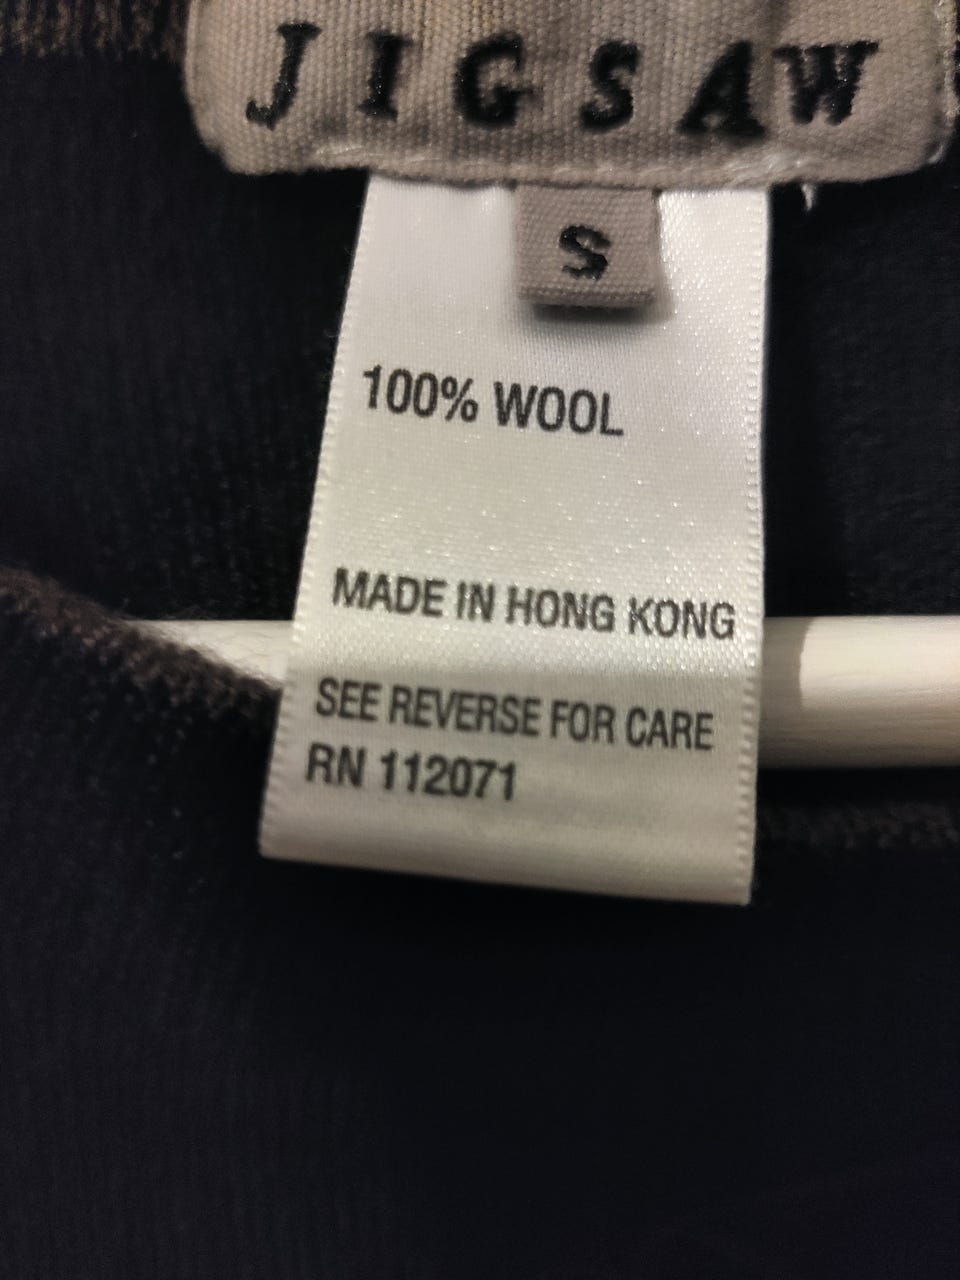 JIGSAW
S
100% WOOL
MADE IN HONG KONG
SEE REVERSE FOR CARE
RN 112071